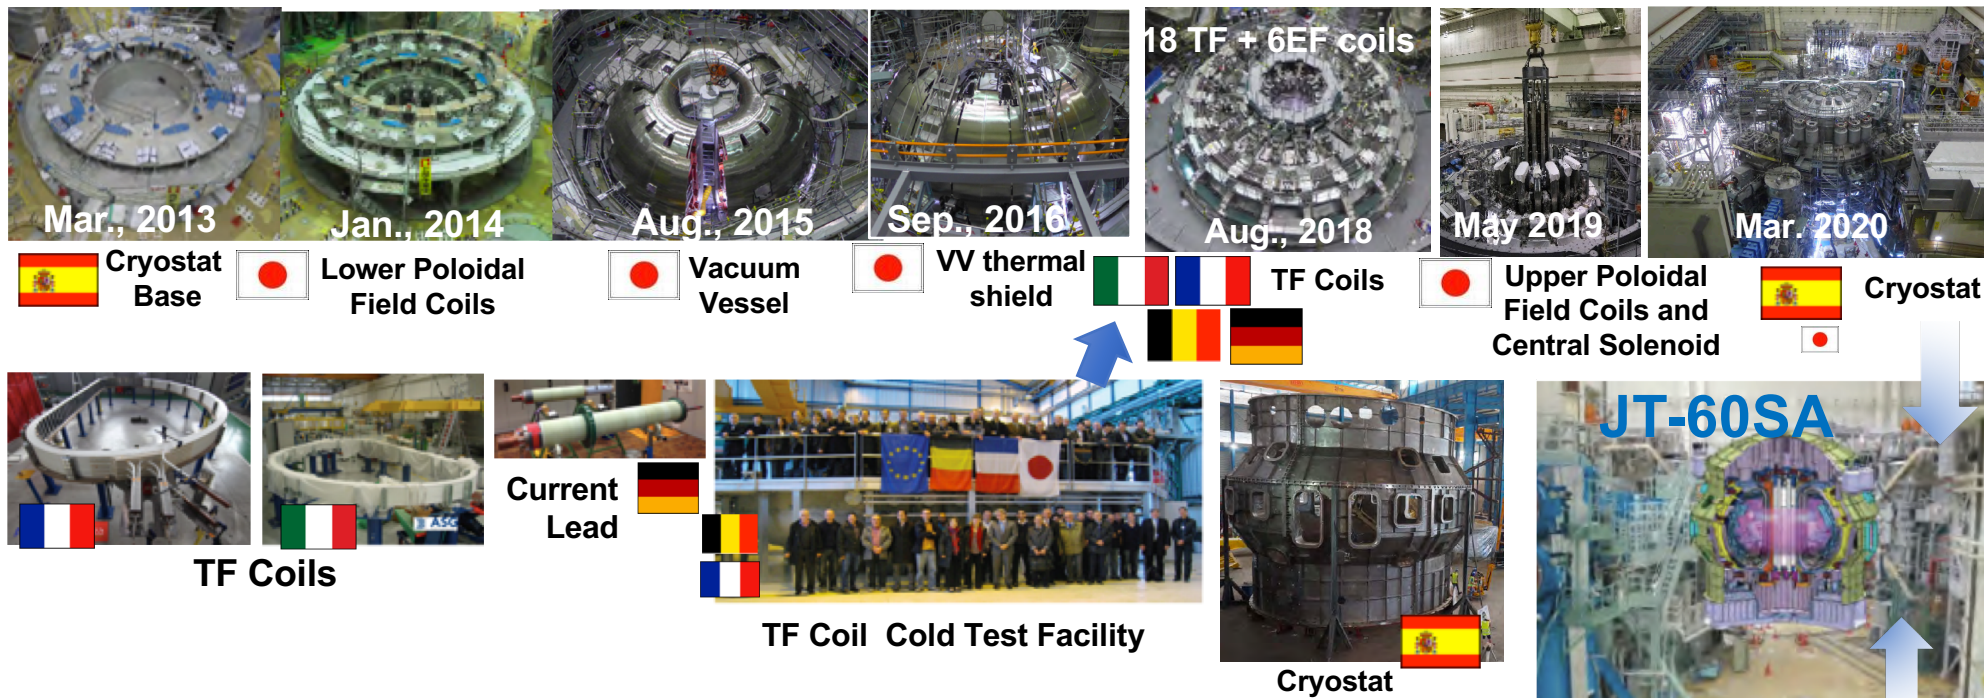 18 TF + 6EF coils
Mar., 2013
Jan., 2014
Aug., 2015
Sep., 2016
Aug., 2018
May 2019
Mar. 2020
Cryostat
Base
Lower Poloidal
Field Coils
Vacuum
Vessel
VV thermal
shield
TF Coils
Upper Poloidal
Field Coils and
Central Solenoid
Cryostat
TF Coils
ASG
Current
Lead
TF Coil Cold Test Facility
Cryostat
JT-60SA